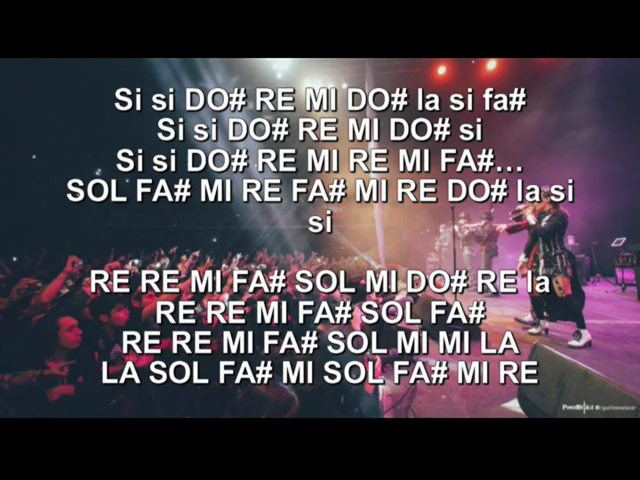 Si si DO# RE MI DO# la si fa#
Si si DO# RE MI DO# si
Si si DO# RE MI RE MI FA#...
SOL FA# MI RE FA# MI RE DO# la si
si
RE RE MI FA# SOL MI DO# RE la
RE RE MI FA# SOL FA#
RE RE MI FA# SOL MI MI LA
LA SOL FA# MI SOL FA# MI RE